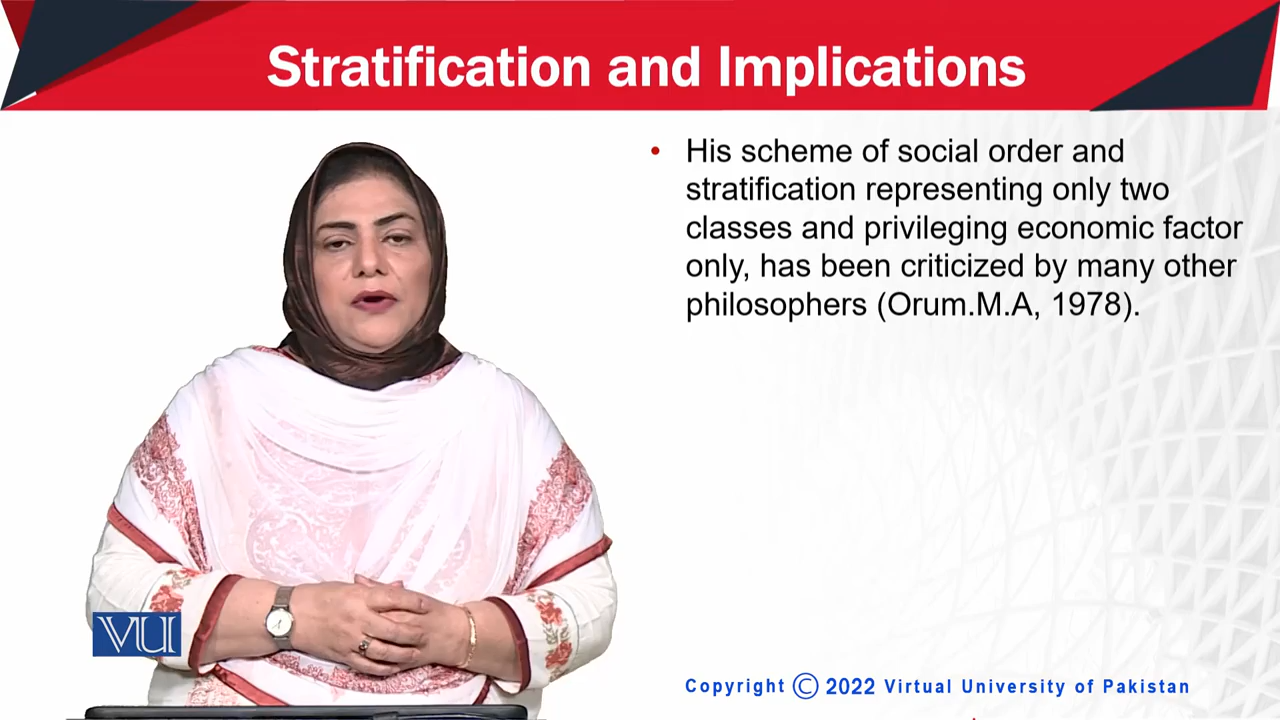 Stratification and Implications
• His scheme of social order and
stratification representing only two
classes and privileging economic factor
only, has been criticized by many other
philosophers (Orum.M.A, 1978).
VU
Copyright © 2022 Virtual University of Pakistan